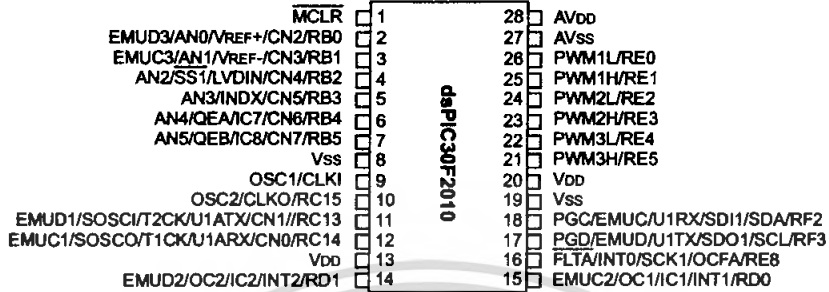 MCLR 1 28 AVDD
EMUD3/AN0/VREF+/CN2/RB0 2 27 AVSS
EMUC3/AN1/VREF-/CN3/RB1 3 26 PWM1L/RE0
AN2/SS1/LVDIN/CN4/RB2 4 25 PWM1H/RE1
AN3/INDX/CN5/RB3 5 24 PWM2L/RE2
AN4/QEA/IC7/CN6/RB4 6 23 PWM2H/RE3
AN5/QEB/IC8/CN7/RB5 7 22 PWM3L/RE4
VSS 8 21 PWM3H/RE5
OSC1/CLKI 9 20 VDD
OSC2/CLKO/RC15 10 19 VSS
EMUD1/SOSCI/T2CK/U1ATX/CN1//RC13 11 18 PGC/EMUC/U1RX/SDI1/SDA/RF2
EMUC1/SOSCO/T1CK/U1ARX/CN0/RC14 12 17 PGD/EMUD/U1TX/SDO1/SCL/RF3
VDD 13 16 FLTA/INT0/SCK1/OCFA/RE8
EMUD2/OC2/IC2/INT2/RD1 14 15 EMUC2/OC1/IC1/INT1/RD0
dsPIC30F2010